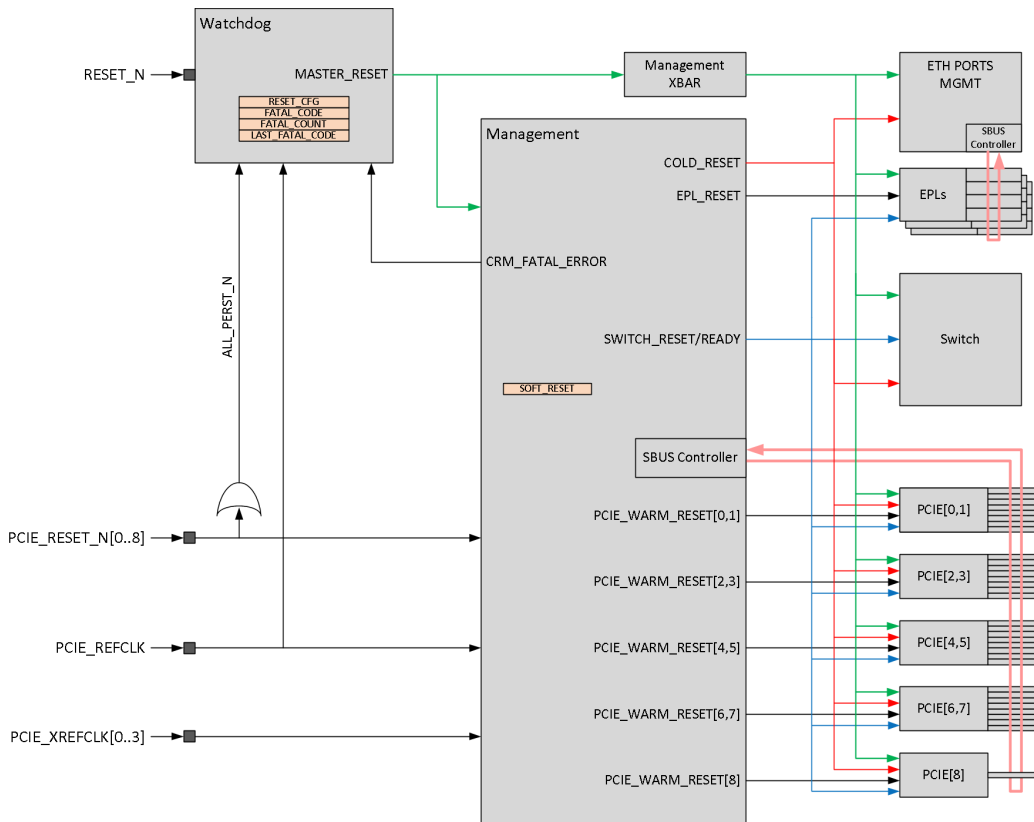 Watchdog
RESET_N
MASTER_RESET
RESET_CFG
FATAL_CODE
FATAL_COUNT
LAST_FATAL_CODE
Management
XBAR
ETH PORTS
MGMT
SBUS
Controller
Management
COLD_RESET
EPL_RESET
EPLs
CRM_FATAL_ERROR
ALL_PERST_N
SWITCH_RESET/READY
Switch
SOFT_RESET
SBUS Controller
PCIE_RESET_N[0..8]
PCIE_WARM_RESET[0,1]
PCIE[0,1]
PCIE_WARM_RESET[2,3]
PCIE[2,3]
PCIE_REFCLK
PCIE_WARM_RESET[4,5]
PCIE[4,5]
PCIE_XREFCLK[0..3]
PCIE_WARM_RESET[6,7]
PCIE[6,7]
PCIE_WARM_RESET[8]
PCIE[8]